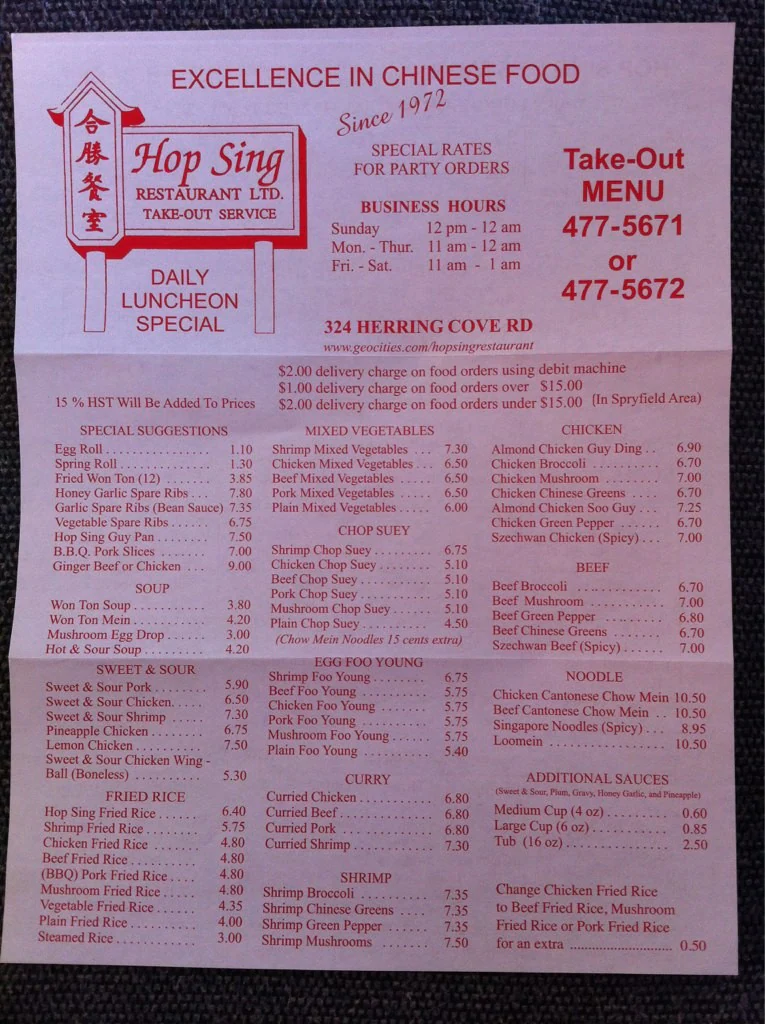 EXCELLENCE IN CHINESE FOOD
Since 1972
合勝餐室
Hop Sing
RESTAURANT LTD.
TAKE-OUT SERVICE
DAILY
LUNCHEON
SPECIAL
SPECIAL RATES
FOR PARTY ORDERS
BUSINESS HOURS
Sunday 12 pm - 12 am
Mon. - Thur. 11 am - 12 am
Fri. - Sat. 11 am - 1 am
Take-Out
MENU
477-5671
or
477-5672
324 HERRING COVE RD
www.geocities.com/hopsingrestaurant
$2.00 delivery charge on food orders using debit machine
$1.00 delivery charge on food orders over $15.00
15 % HST Will Be Added To Prices $2.00 delivery charge on food orders under $15.00 (In Spryfield Area)
SPECIAL SUGGESTIONS
Egg Roll . . . . . . . . . . . . . . . . 1.10
Spring Roll . . . . . . . . . . . . . . 1.30
Fried Won Ton (12) . . . . . . . 3.85
Honey Garlic Spare Ribs . . . 7.80
Garlic Spare Ribs (Bean Sauce) 7.35
Vegetable Spare Ribs . . . . . . 6.75
Hop Sing Guy Pan . . . . . . . . 7.50
B.B.Q. Pork Slices . . . . . . . 7.00
Ginger Beef or Chicken . . . 9.00
SOUP
Won Ton Soup . . . . . . . . . . 3.80
Won Ton Mein . . . . . . . . . . 4.20
Mushroom Egg Drop . . . . . . 3.00
Hot & Sour Soup . . . . . . . . . 4.20
SWEET & SOUR
Sweet & Sour Pork . . . . . . . . 5.90
Sweet & Sour Chicken. . . . . 6.50
Sweet & Sour Shrimp . . . . . 7.30
Pineapple Chicken . . . . . . . . 6.75
Lemon Chicken . . . . . . . . . . 7.50
Sweet & Sour Chicken Wing -
Ball (Boneless) . . . . . . . . . . 5.30
FRIED RICE
Hop Sing Fried Rice . . . . . . 6.40
Shrimp Fried Rice . . . . . . . . 5.75
Chicken Fried Rice . . . . . . . 4.80
Beef Fried Rice . . . . . . . . . . 4.80
(BBQ) Pork Fried Rice . . . . 4.80
Mushroom Fried Rice . . . . . 4.80
Vegetable Fried Rice . . . . . . 4.35
Plain Fried Rice . . . . . . . . . . 4.00
Steamed Rice . . . . . . . . . . . . 3.00
MIXED VEGETABLES
Shrimp Mixed Vegetables . . . 7.30
Chicken Mixed Vegetables . . . 6.50
Beef Mixed Vegetables . . . . . 6.50
Pork Mixed Vegetables . . . . . 6.50
Plain Mixed Vegetables . . . . 6.00
CHOP SUEY
Shrimp Chop Suey . . . . . . . . . 6.75
Chicken Chop Suey . . . . . . . . 5.10
Beef Chop Suey . . . . . . . . . . . 5.10
Pork Chop Suey . . . . . . . . . . . 5.10
Mushroom Chop Suey . . . . . . 5.10
Plain Chop Suey . . . . . . . . . . 4.50
(Chow Mein Noodles 15 cents extra)
EGG FOO YOUNG
Shrimp Foo Young . . . . . . . . 6.75
Beef Foo Young . . . . . . . . . . 5.75
Chicken Foo Young . . . . . . . 5.75
Pork Foo Young . . . . . . . . . . 5.75
Mushroom Foo Young . . . . . 5.75
Plain Foo Young . . . . . . . . . . 5.40
CURRY
Curried Chicken . . . . . . . . . . . 6.80
Curried Beef . . . . . . . . . . . . . . 6.80
Curried Pork . . . . . . . . . . . . . . 6.80
Curried Shrimp . . . . . . . . . . . . 7.30
SHRIMP
Shrimp Broccoli . . . . . . . . . . 7.35
Shrimp Chinese Greens . . . . 7.35
Shrimp Green Pepper . . . . . . 7.35
Shrimp Mushrooms . . . . . . . 7.50
CHICKEN
Almond Chicken Guy Ding . . 6.90
Chicken Broccoli . . . . . . . . . . 6.70
Chicken Mushroom . . . . . . . . 7.00
Chicken Chinese Greens . . . . 6.70
Almond Chicken Soo Guy . . . 7.25
Chicken Green Pepper . . . . . . 6.70
Szechwan Chicken (Spicy) . . . 7.00
BEEF
Beef Broccoli . . . . . . . . . . . . 6.70
Beef Mushroom . . . . . . . . . . . 7.00
Beef Green Pepper . . . . . . . . 6.80
Beef Chinese Greens . . . . . . . 6.70
Szechwan Beef (Spicy) . . . . . . 7.00
NOODLE
Chicken Cantonese Chow Mein 10.50
Beef Cantonese Chow Mein . . 10.50
Singapore Noodles (Spicy) . . . 8.95
Loomein . . . . . . . . . . . . . . . . 10.50
ADDITIONAL SAUCES
(Sweet & Sour, Plum, Gravy, Honey Garlic, and Pineapple)
Medium Cup (4 oz) . . . . . . . . . 0.60
Large Cup (6 oz) . . . . . . . . . . . 0.85
Tub (16 oz) . . . . . . . . . . . . . . . 2.50
Change Chicken Fried Rice
to Beef Fried Rice, Mushroom
Fried Rice or Pork Fried Rice
for an extra ............................ 0.50